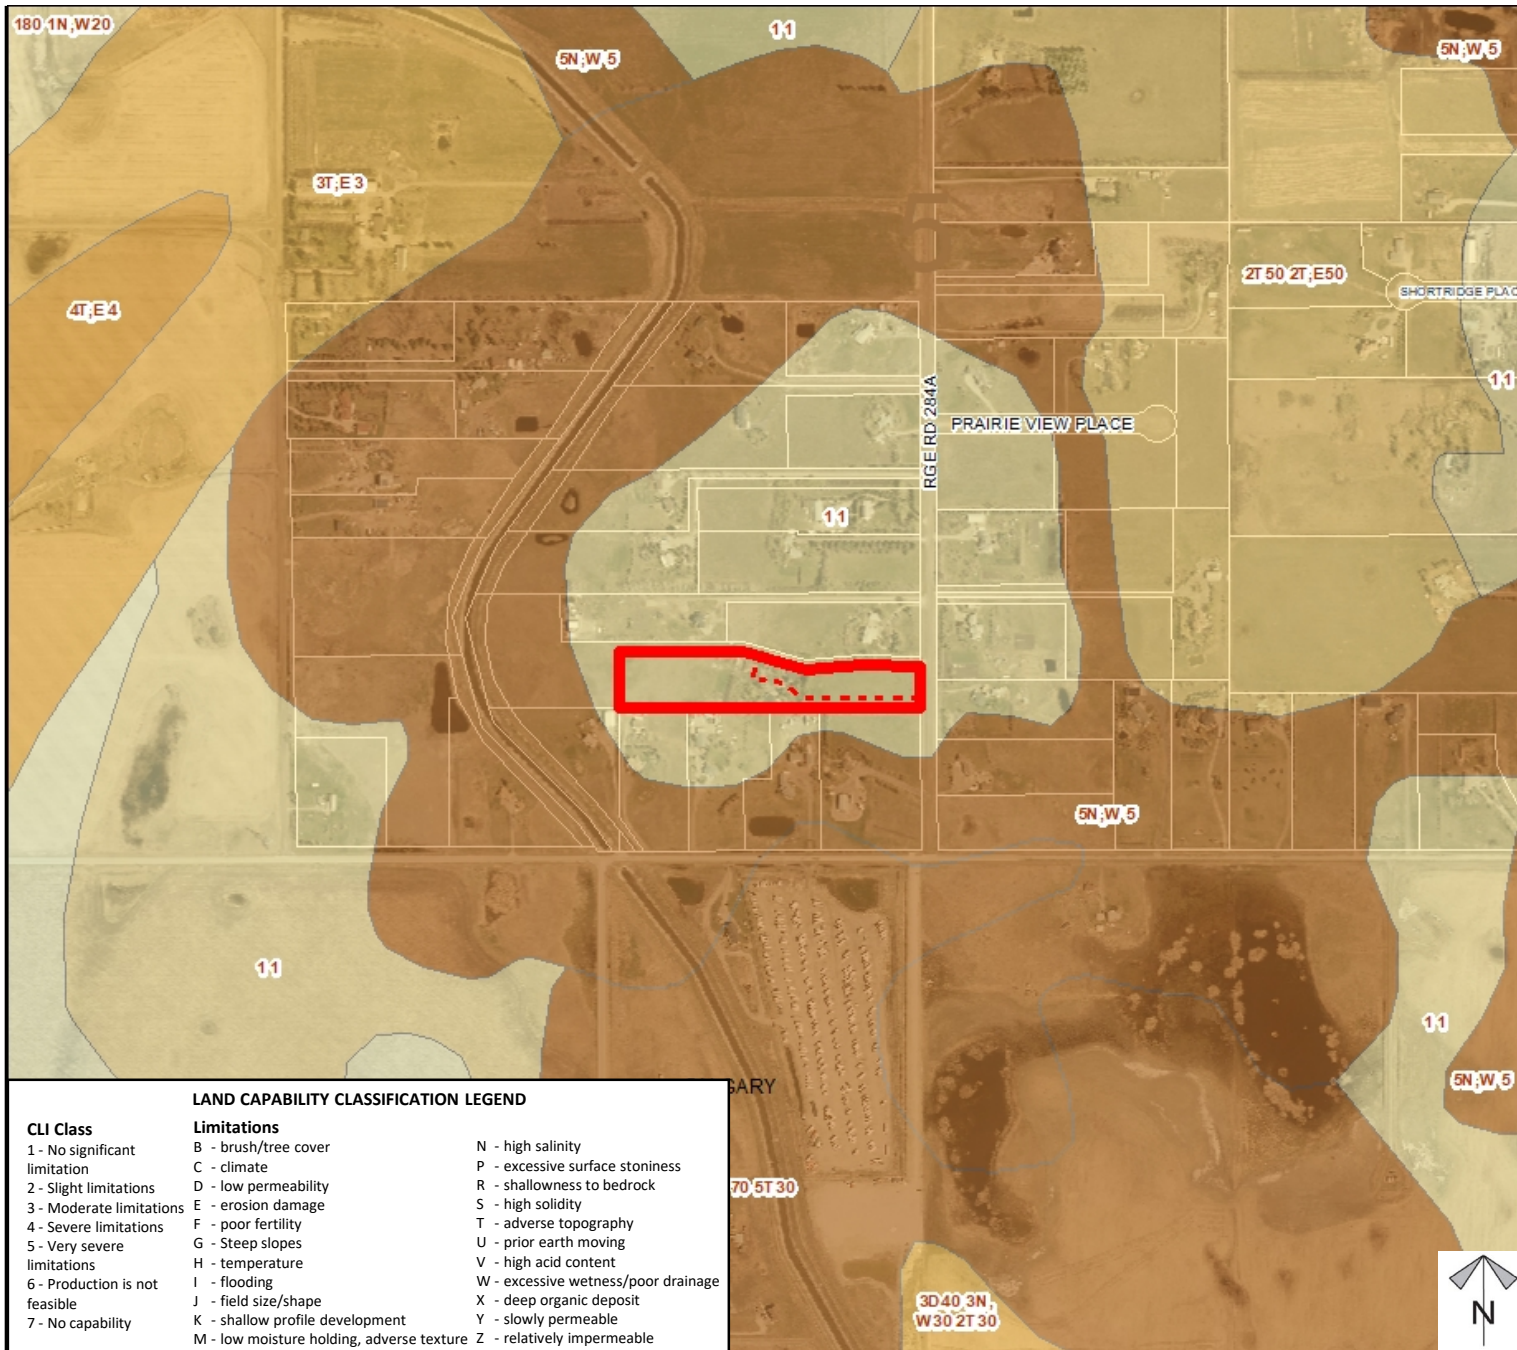 180 1N,W20
11
5N,W 5
5N,W 5
3T,E 3
5
2T 50 2T,E50
SHORTRIDGE PLAC
4T,E 4
11
RGE RD 284A
PRAIRIE VIEW PLACE
11
5N,W 5
11
11
5N,W 5
GARY
70 5T 30
3D40 3N,
W30 2T 30
N
LAND CAPABILITY CLASSIFICATION LEGEND
CLI Class
1 - No significant
limitation
2 - Slight limitations
3 - Moderate limitations
4 - Severe limitations
5 - Very severe
limitations
6 - Production is not
feasible
7 - No capability
Limitations
B - brush/tree cover
C - climate
D - low permeability
E - erosion damage
F - poor fertility
G - Steep slopes
H - temperature
I - flooding
J - field size/shape
K - shallow profile development
M - low moisture holding, adverse texture
N - high salinity
P - excessive surface stoniness
R - shallowness to bedrock
S - high solidity
T - adverse topography
U - prior earth moving
V - high acid content
W - excessive wetness/poor drainage
X - deep organic deposit
Y - slowly permeable
Z - relatively impermeable